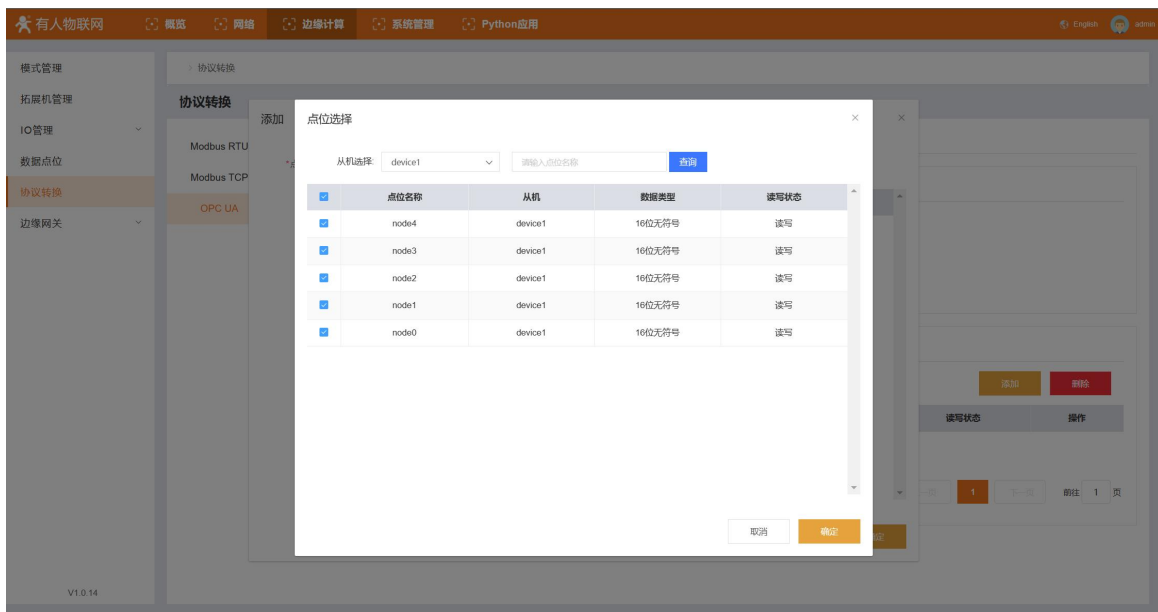 有人物联网 概览 网络 边缘计算 系统管理 Python应用 English admin
模式管理
拓展机管理
IO管理
数据点位
协议转换
边缘网关
V1.0.14
协议转换
协议转换
Modbus RTU
Modbus TCP
OPC UA
添加
点位选择
从机选择: device1 请输入点位名称 查询
点位名称 从机 数据类型 读写状态
node4 device1 16位无符号 读写
node3 device1 16位无符号 读写
node2 device1 16位无符号 读写
node1 device1 16位无符号 读写
node0 device1 16位无符号 读写
取消 确定
添加 删除
读写状态 操作
1 下一页 前往 1 页